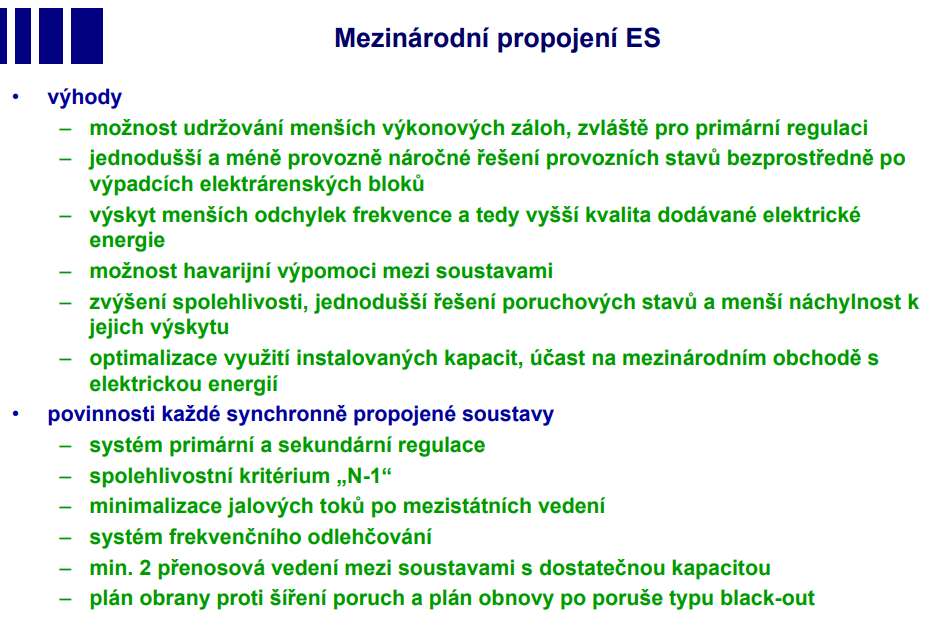 Mezinárodní propojení ES
• výhody
– možnost udržování menších výkonových záloh, zvláště pro primární regulaci
– jednodušší a méně provozně náročné řešení provozních stavů bezprostředně po
výpadcích elektrárenských bloků
– výskyt menších odchylek frekvence a tedy vyšší kvalita dodávané elektrické
energie
– možnost havarijní výpomoci mezi soustavami
– zvýšení spolehlivosti, jednodušší řešení poruchových stavů a menší náchylnost k
jejich výskytu
– optimalizace využití instalovaných kapacit, účast na mezinárodním obchodě s
elektrickou energií
• povinnosti každé synchronně propojené soustavy
– systém primární a sekundární regulace
– spolehlivostní kritérium „N-1“
– minimalizace jalových toků po mezistátních vedení
– systém frekvenčního odlehčování
– min. 2 přenosová vedení mezi soustavami s dostatečnou kapacitou
– plán obrany proti šíření poruch a plán obnovy po poruše typu black-out